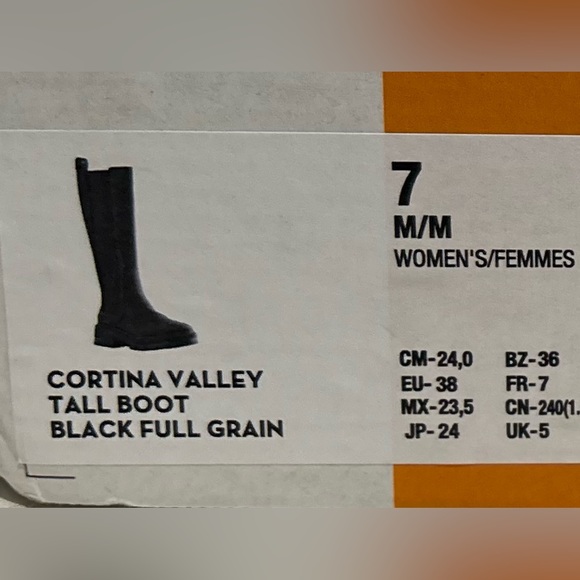 7
M/M
WOMEN'S/FEMMES
CORTINA VALLEY
TALL BOOT
BLACK FULL GRAIN
CM-24,0 BZ-36
EU-38 FR-7
MX-23,5 CN-240(1.
JP-24 UK-5